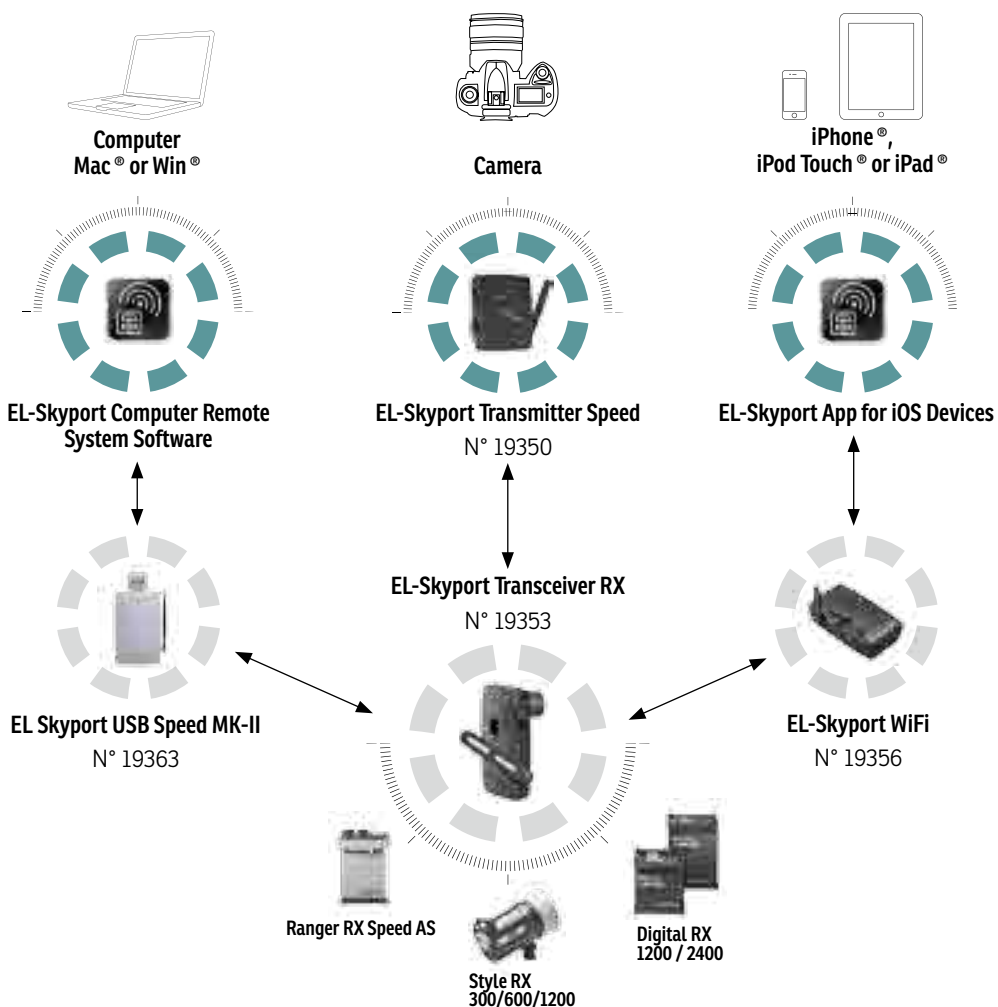 Computer
Mac ® or Win ®
Camera
iPhone ®,
iPod Touch ® or iPad ®
EL-Skyport Computer Remote
System Software
EL-Skyport Transmitter Speed
N° 19350
EL-Skyport App for iOS Devices
EL-Skyport Transceiver RX
N° 19353
EL Skyport USB Speed MK-II
N° 19363
EL-Skyport WiFi
N° 19356
Ranger RX Speed AS
Style RX
300/600/1200
Digital RX
1200 / 2400